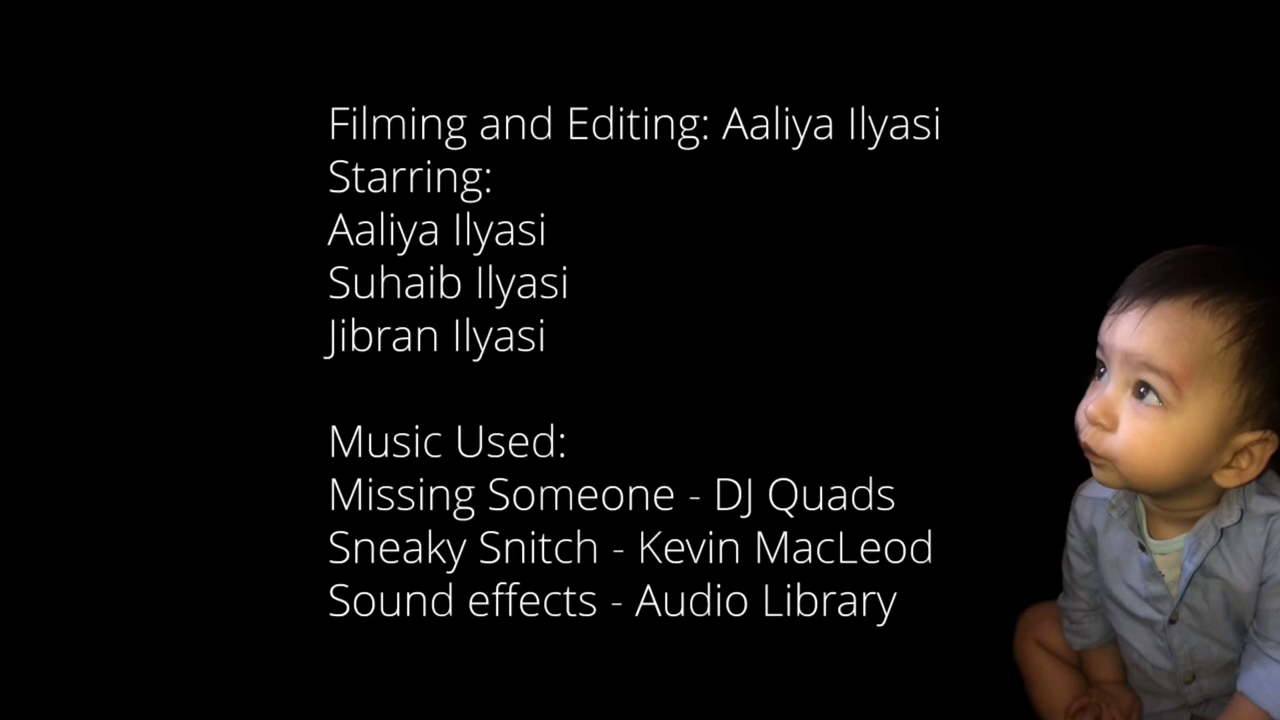 Filming and Editing: Aaliya Ilyasi
Starring:
Aaliya Ilyasi
Suhaib Ilyasi
Jibran Ilyasi
Music Used:
Missing Someone - DJ Quads
Sneaky Snitch - Kevin MacLeod
Sound effects - Audio Library